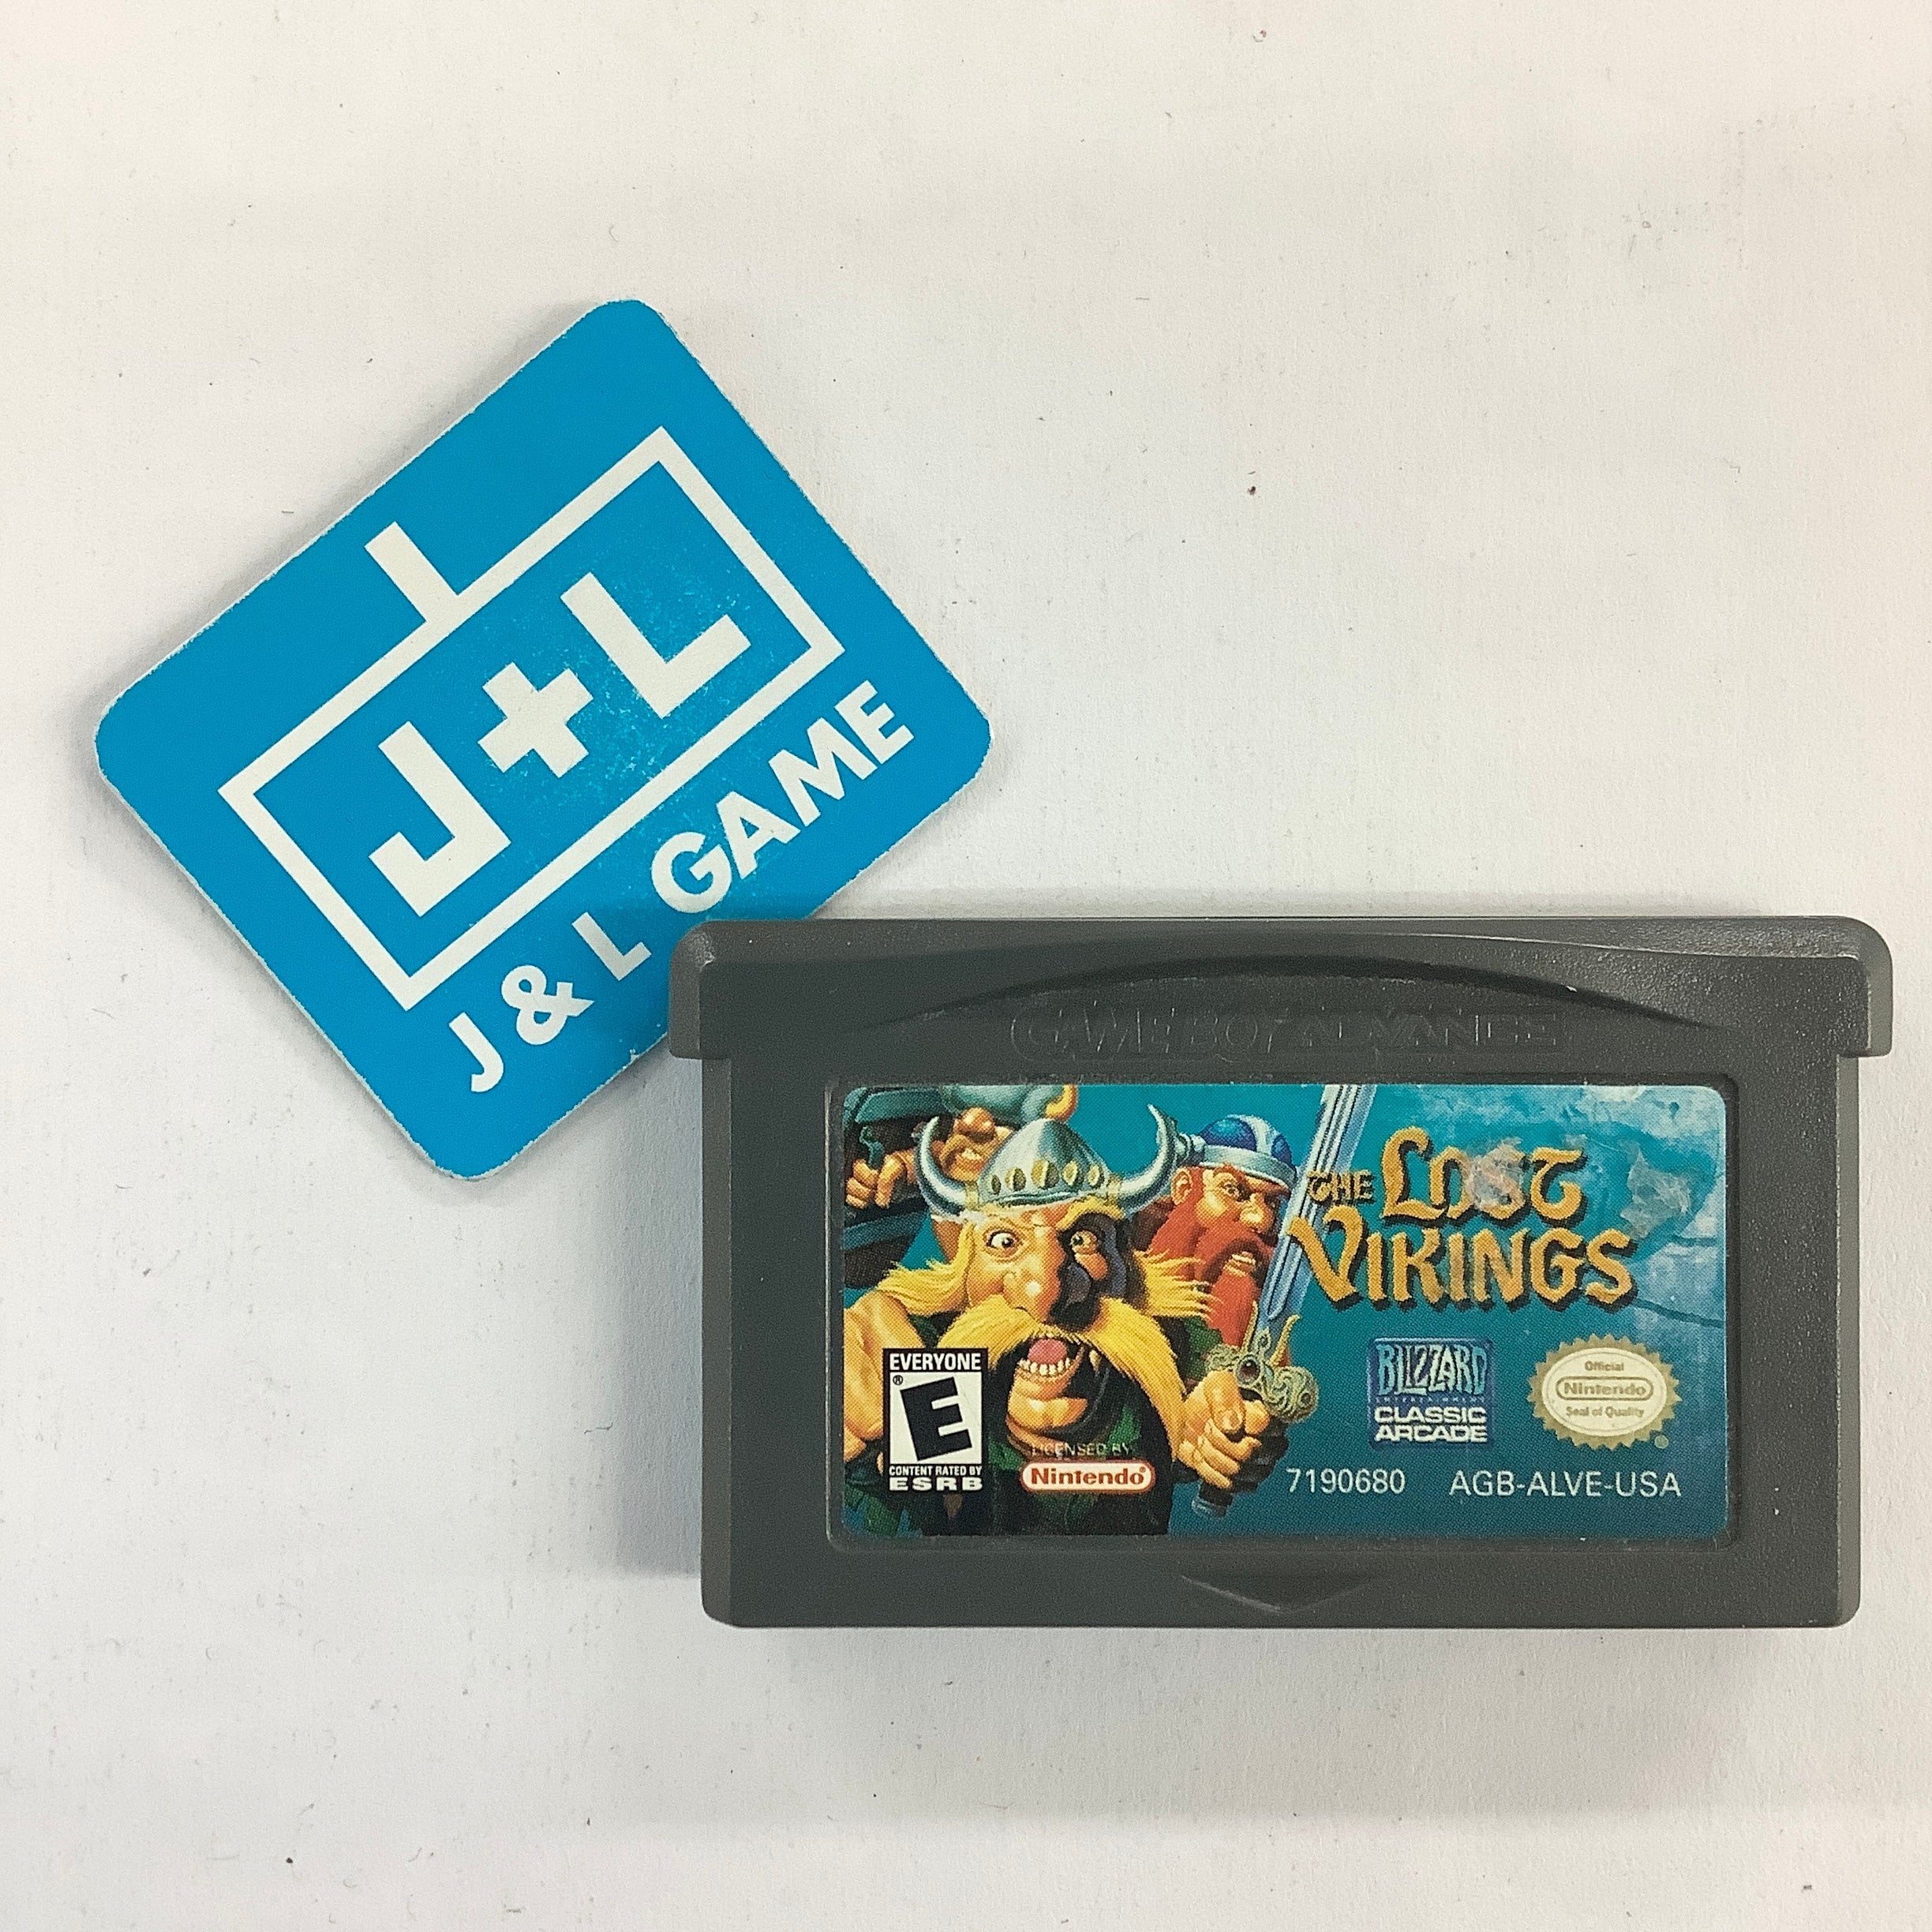 J+L
J & L GAME
GAME BOY ADVANCE
THE LOST
VIKINGS
EVERYONE
E
®
CONTENT RATED BY
ESRB
LICENSED BY
Nintendo®
BLIZZARD
ENTERTAINMENT
CLASSIC
ARCADE
Official
Nintendo
Seal of Quality
7190680 AGB-ALVE-USA